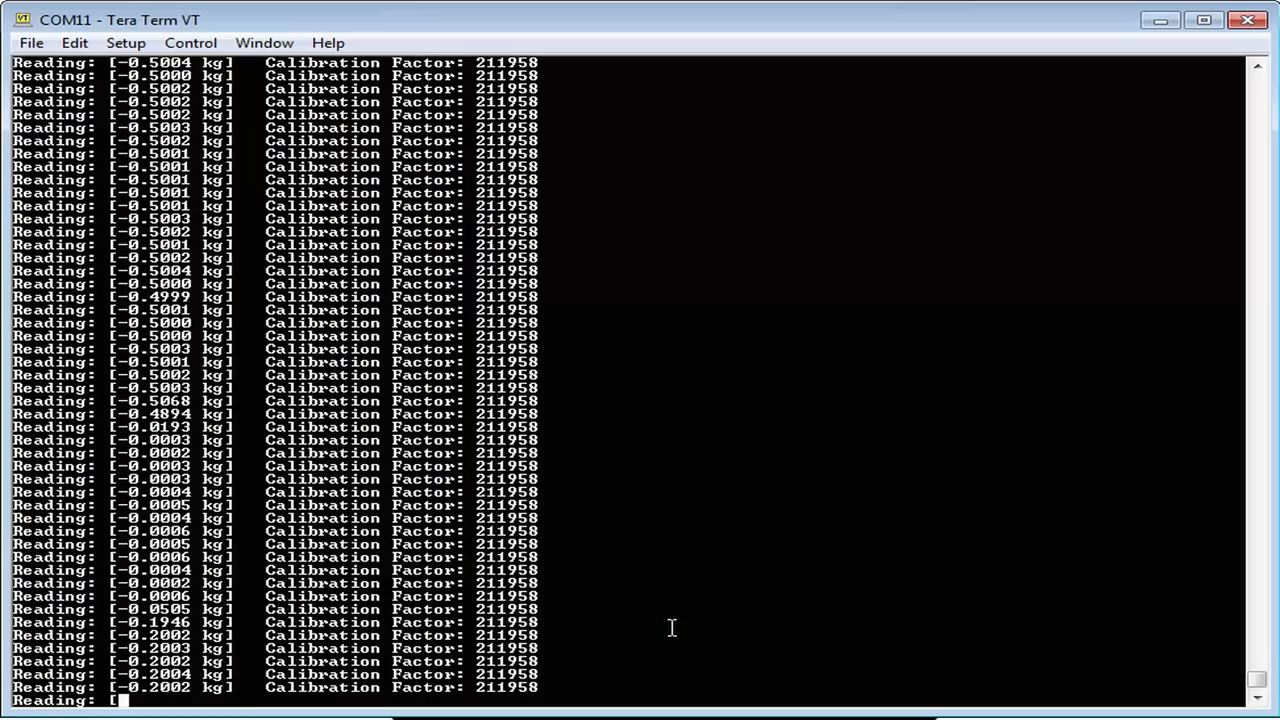 COM11 - Tera Term VT
File Edit Setup Control Window Help
Reading: [-0.5004 kg] Calibration Factor: 211958
Reading: [-0.5000 kg] Calibration Factor: 211958
Reading: [-0.5002 kg] Calibration Factor: 211958
Reading: [-0.5002 kg] Calibration Factor: 211958
Reading: [-0.5002 kg] Calibration Factor: 211958
Reading: [-0.5003 kg] Calibration Factor: 211958
Reading: [-0.5002 kg] Calibration Factor: 211958
Reading: [-0.5001 kg] Calibration Factor: 211958
Reading: [-0.5001 kg] Calibration Factor: 211958
Reading: [-0.5001 kg] Calibration Factor: 211958
Reading: [-0.5001 kg] Calibration Factor: 211958
Reading: [-0.5001 kg] Calibration Factor: 211958
Reading: [-0.5003 kg] Calibration Factor: 211958
Reading: [-0.5002 kg] Calibration Factor: 211958
Reading: [-0.5001 kg] Calibration Factor: 211958
Reading: [-0.5002 kg] Calibration Factor: 211958
Reading: [-0.5004 kg] Calibration Factor: 211958
Reading: [-0.5000 kg] Calibration Factor: 211958
Reading: [-0.4999 kg] Calibration Factor: 211958
Reading: [-0.5001 kg] Calibration Factor: 211958
Reading: [-0.5000 kg] Calibration Factor: 211958
Reading: [-0.5000 kg] Calibration Factor: 211958
Reading: [-0.5003 kg] Calibration Factor: 211958
Reading: [-0.5001 kg] Calibration Factor: 211958
Reading: [-0.5002 kg] Calibration Factor: 211958
Reading: [-0.5003 kg] Calibration Factor: 211958
Reading: [-0.5068 kg] Calibration Factor: 211958
Reading: [-0.4894 kg] Calibration Factor: 211958
Reading: [-0.0193 kg] Calibration Factor: 211958
Reading: [-0.0003 kg] Calibration Factor: 211958
Reading: [-0.0002 kg] Calibration Factor: 211958
Reading: [-0.0003 kg] Calibration Factor: 211958
Reading: [-0.0003 kg] Calibration Factor: 211958
Reading: [-0.0004 kg] Calibration Factor: 211958
Reading: [-0.0005 kg] Calibration Factor: 211958
Reading: [-0.0004 kg] Calibration Factor: 211958
Reading: [-0.0006 kg] Calibration Factor: 211958
Reading: [-0.0005 kg] Calibration Factor: 211958
Reading: [-0.0006 kg] Calibration Factor: 211958
Reading: [-0.0004 kg] Calibration Factor: 211958
Reading: [-0.0002 kg] Calibration Factor: 211958
Reading: [-0.0006 kg] Calibration Factor: 211958
Reading: [-0.0505 kg] Calibration Factor: 211958
Reading: [-0.1946 kg] Calibration Factor: 211958
Reading: [-0.2002 kg] Calibration Factor: 211958
Reading: [-0.2003 kg] Calibration Factor: 211958
Reading: [-0.2002 kg] Calibration Factor: 211958
Reading: [-0.2004 kg] Calibration Factor: 211958
Reading: [-0.2002 kg] Calibration Factor: 211958
Reading: [